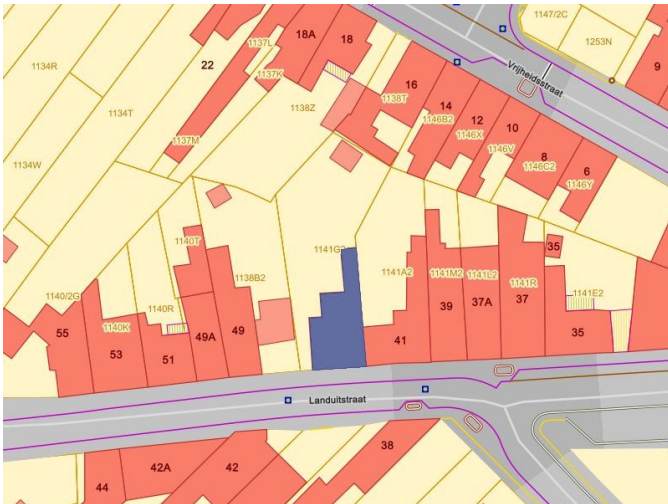 1147/2C
1253N
9
1134R
1137L
18A
18
22
1137K
Vrijheidsstraat
1134T
1138Z
16
1138T
14
1146B2
12
1146X
10
1146V
8
1146C2
6
1146Y
1137M
1134W
1140T
1138B2
1141G2
1141A2
1141M2
1141L2
1141R
35
1141E2
1140/2G
1140R
1140K
55
53
51
49A
49
41
39
37A
37
35
Landuitstraat
44
42A
42
38